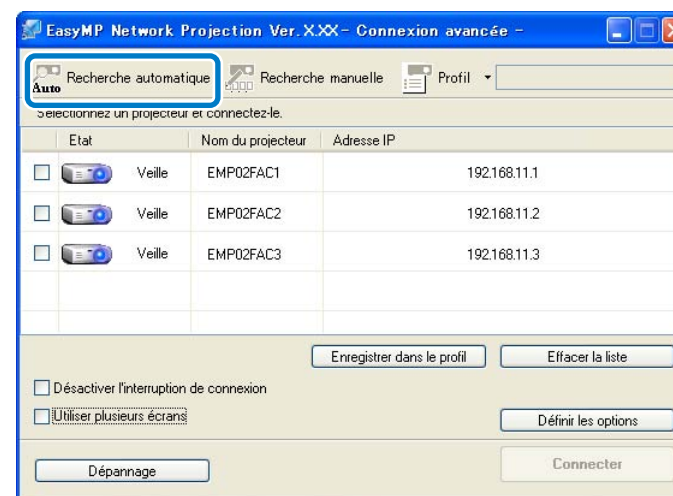 EasyMP Network Projection Ver.X.XX - Connexion avancée -
Auto Recherche automatique Recherche manuelle Profil
Sélectionnez un projecteur et connectez-le.
Etat Nom du projecteur Adresse IP
Veille EMP02FAC1 192.168.11.1
Veille EMP02FAC2 192.168.11.2
Veille EMP02FAC3 192.168.11.3
Enregistrer dans le profil Effacer la liste
Désactiver l'interruption de connexion
Utiliser plusieurs écrans
Définir les options
Dépannage Connecter